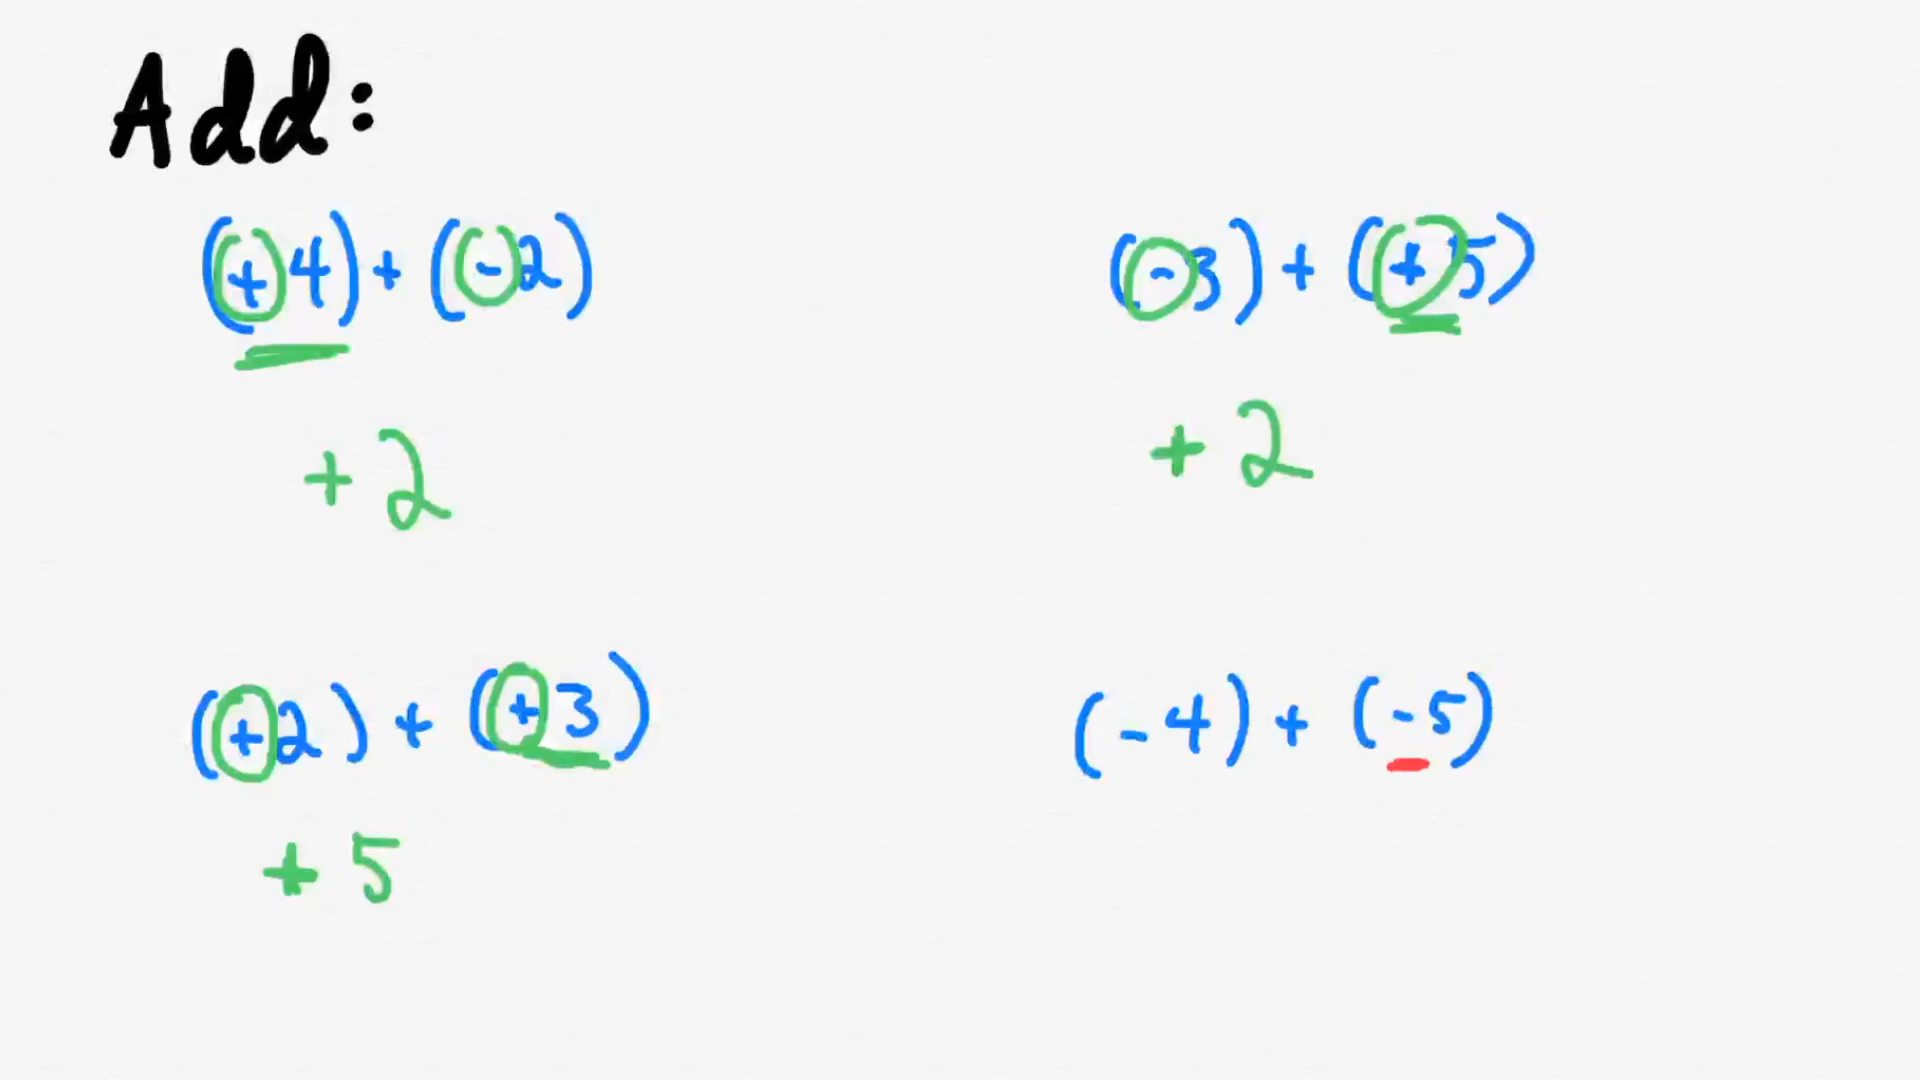 Add:
(+4) + (-2)
+ 2
(-3) + (+5)
+ 2
(+2) + (+3)
+ 5
(-4) + (-5)